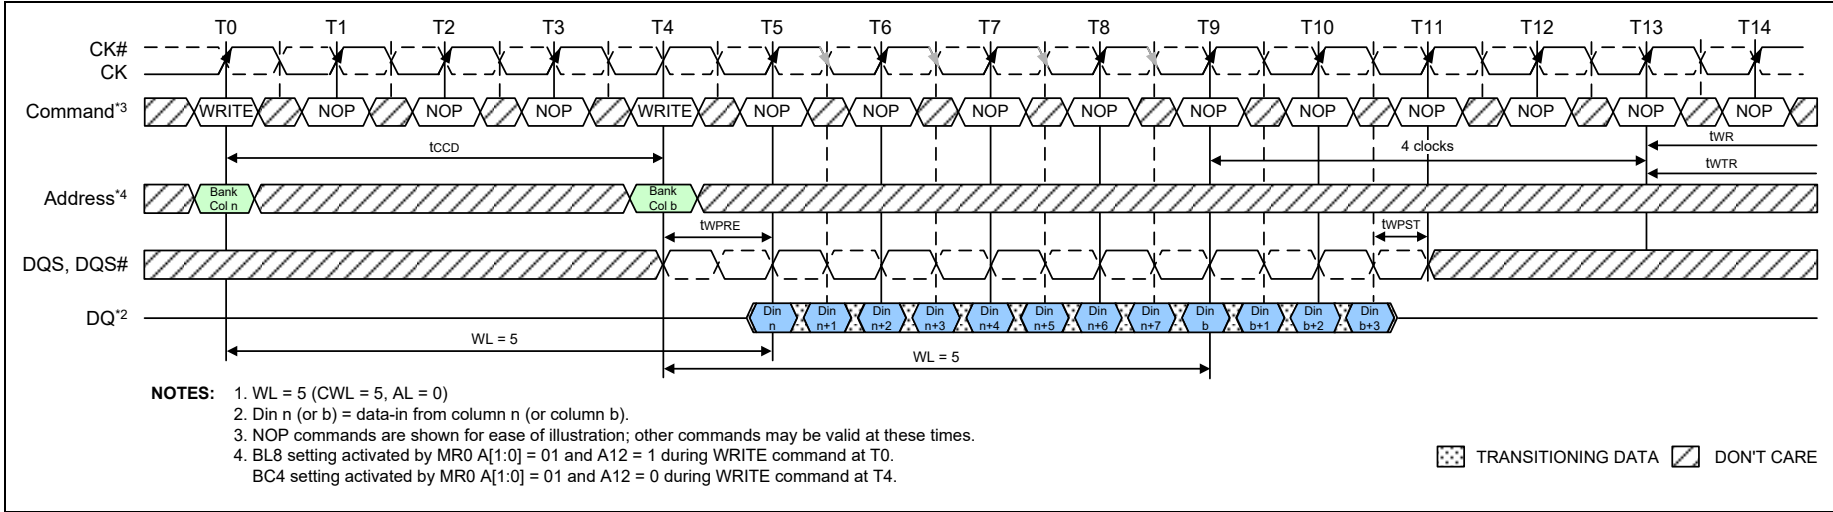 T0 T1 T2 T3 T4 T5 T6 T7 T8 T9 T10 T11 T12 T13 T14
CK#
CK
Command*3 WRITE NOP NOP NOP WRITE NOP NOP NOP NOP NOP NOP NOP NOP NOP NOP
tCCD 4 clocks tWR
tWTR
Address*4 Bank Col n Bank Col b
tWPRE tWPST
DQS, DQS#
DQ*2 Din n Din n+1 Din n+2 Din n+3 Din n+4 Din n+5 Din n+6 Din n+7 Din b Din b+1 Din b+2 Din b+3
WL = 5
WL = 5
NOTES: 1. WL = 5 (CWL = 5, AL = 0)
2. Din n (or b) = data-in from column n (or column b).
3. NOP commands are shown for ease of illustration; other commands may be valid at these times.
4. BL8 setting activated by MR0 A[1:0] = 01 and A12 = 1 during WRITE command at T0.
BC4 setting activated by MR0 A[1:0] = 01 and A12 = 0 during WRITE command at T4.
TRANSITIONING DATA DON'T CARE